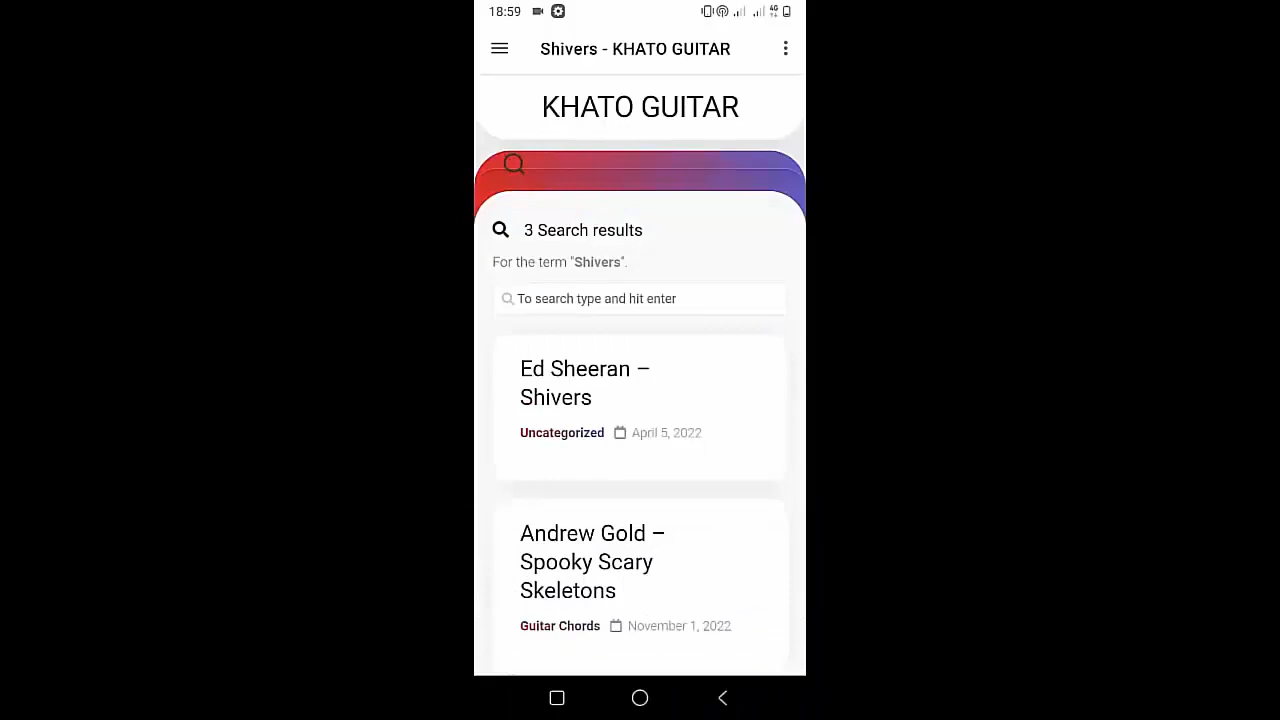 18:59
4G
Shivers - KHATO GUITAR
KHATO GUITAR
3 Search results
For the term "Shivers".
To search type and hit enter
Ed Sheeran –
Shivers
Uncategorized April 5, 2022
Andrew Gold –
Spooky Scary
Skeletons
Guitar Chords November 1, 2022